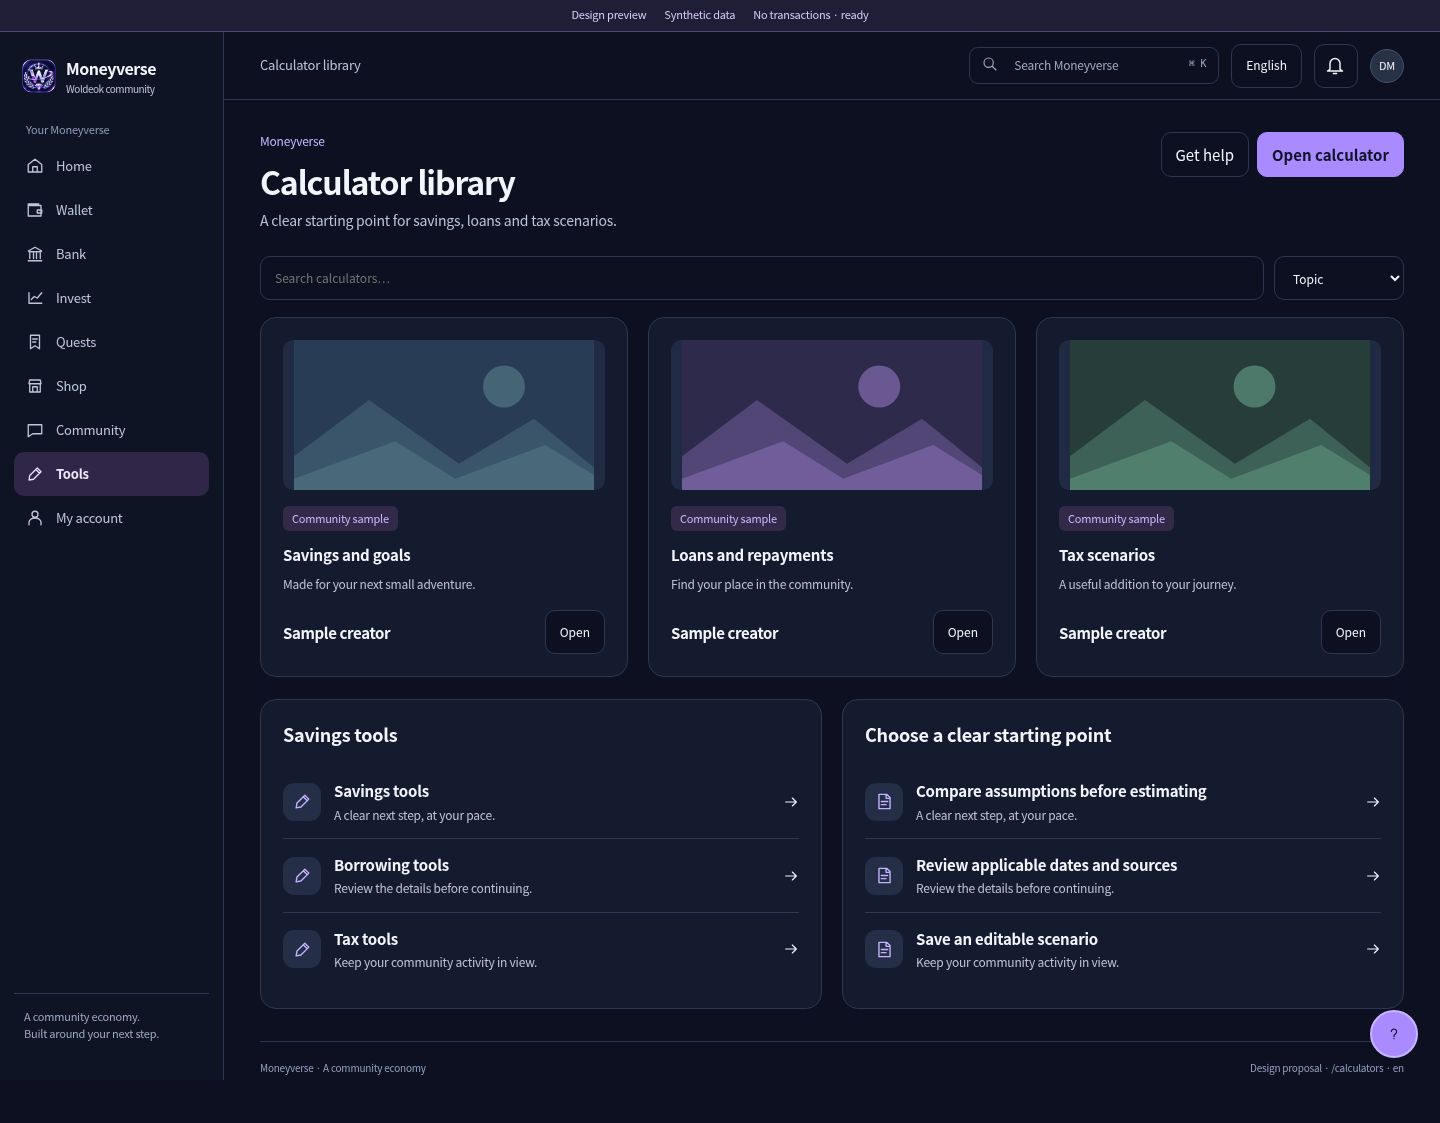 Design preview Synthetic data No transactions · ready
Moneyverse
Woldeok community
Calculator library
Search Moneyverse ⌘ K
English
DM
Your Moneyverse
Home
Wallet
Bank
Invest
Quests
Shop
Community
Tools
My account
A community economy.
Built around your next step.
Moneyverse
Calculator library
A clear starting point for savings, loans and tax scenarios.
Get help
Open calculator
Search calculators...
Topic
Community sample
Savings and goals
Made for your next small adventure.
Sample creator
Open
Community sample
Loans and repayments
Find your place in the community.
Sample creator
Open
Community sample
Tax scenarios
A useful addition to your journey.
Sample creator
Open
Savings tools
Savings tools
A clear next step, at your pace.
Borrowing tools
Review the details before continuing.
Tax tools
Keep your community activity in view.
Choose a clear starting point
Compare assumptions before estimating
A clear next step, at your pace.
Review applicable dates and sources
Review the details before continuing.
Save an editable scenario
Keep your community activity in view.
?
Moneyverse · A community economy
Design proposal · /calculators · en